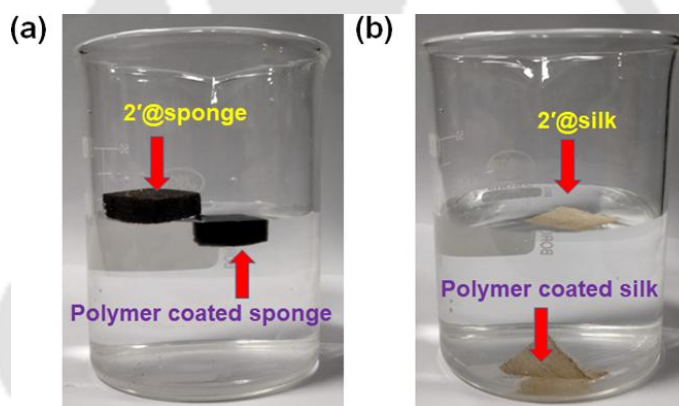 (a)
2'@sponge
Polymer coated sponge
(b)
2'@silk
Polymer coated silk